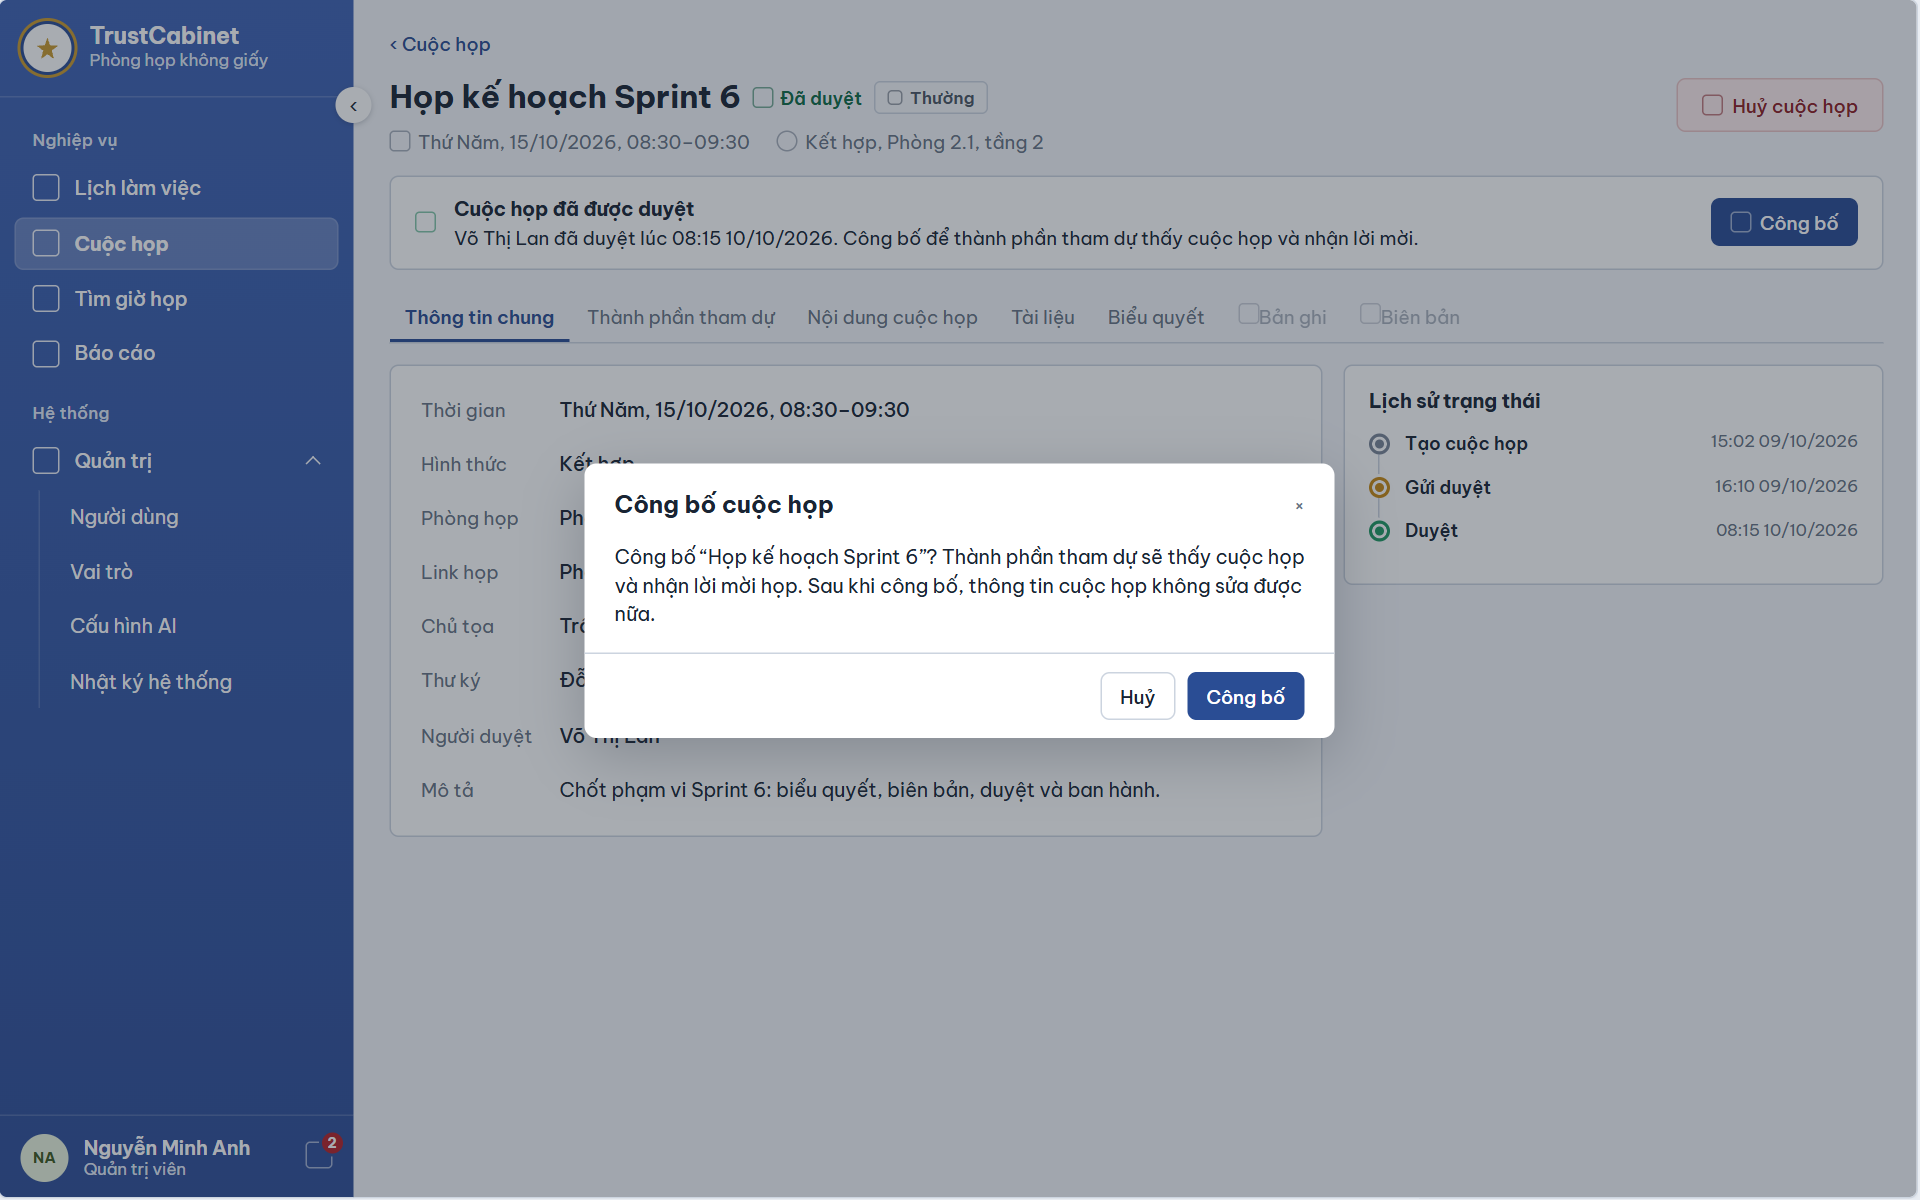 TrustCabinet
Phòng họp không giấy
Nghiệp vụ
Lịch làm việc
Cuộc họp
Tìm giờ họp
Báo cáo
Hệ thống
Quản trị
Người dùng
Vai trò
Cấu hình AI
Nhật ký hệ thống
NA
Nguyễn Minh Anh
Quản trị viên
2
‹ Cuộc họp
Họp kế hoạch Sprint 6
Đã duyệt
Thường
Huỷ cuộc họp
Thứ Năm, 15/10/2026, 08:30–09:30
Kết hợp, Phòng 2.1, tầng 2
Cuộc họp đã được duyệt
Võ Thị Lan đã duyệt lúc 08:15 10/10/2026. Công bố để thành phần tham dự thấy cuộc họp và nhận lời mời.
Công bố
Thông tin chung
Thành phần tham dự
Nội dung cuộc họp
Tài liệu
Biểu quyết
Bản ghi
Biên bản
Thời gian
Thứ Năm, 15/10/2026, 08:30–09:30
Hình thức
Kết hợp
Phòng họp
Link họp
Chủ tọa
Thư ký
Người duyệt
Võ Thị Lan
Mô tả
Chốt phạm vi Sprint 6: biểu quyết, biên bản, duyệt và ban hành.
Lịch sử trạng thái
Tạo cuộc họp
15:02 09/10/2026
Gửi duyệt
16:10 09/10/2026
Duyệt
08:15 10/10/2026
Công bố cuộc họp
×
Công bố “Họp kế hoạch Sprint 6”? Thành phần tham dự sẽ thấy cuộc họp
và nhận lời mời họp. Sau khi công bố, thông tin cuộc họp không sửa được
nữa.
Huỷ
Công bố